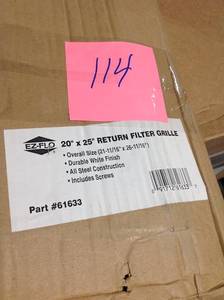 114
EZ-FLO
20" x 25" RETURN FILTER GRILLE
• Overall Size (21-11/16" x 26-11/16")
• Durable White Finish
• All Steel Construction
• Includes Screws
Part #61633